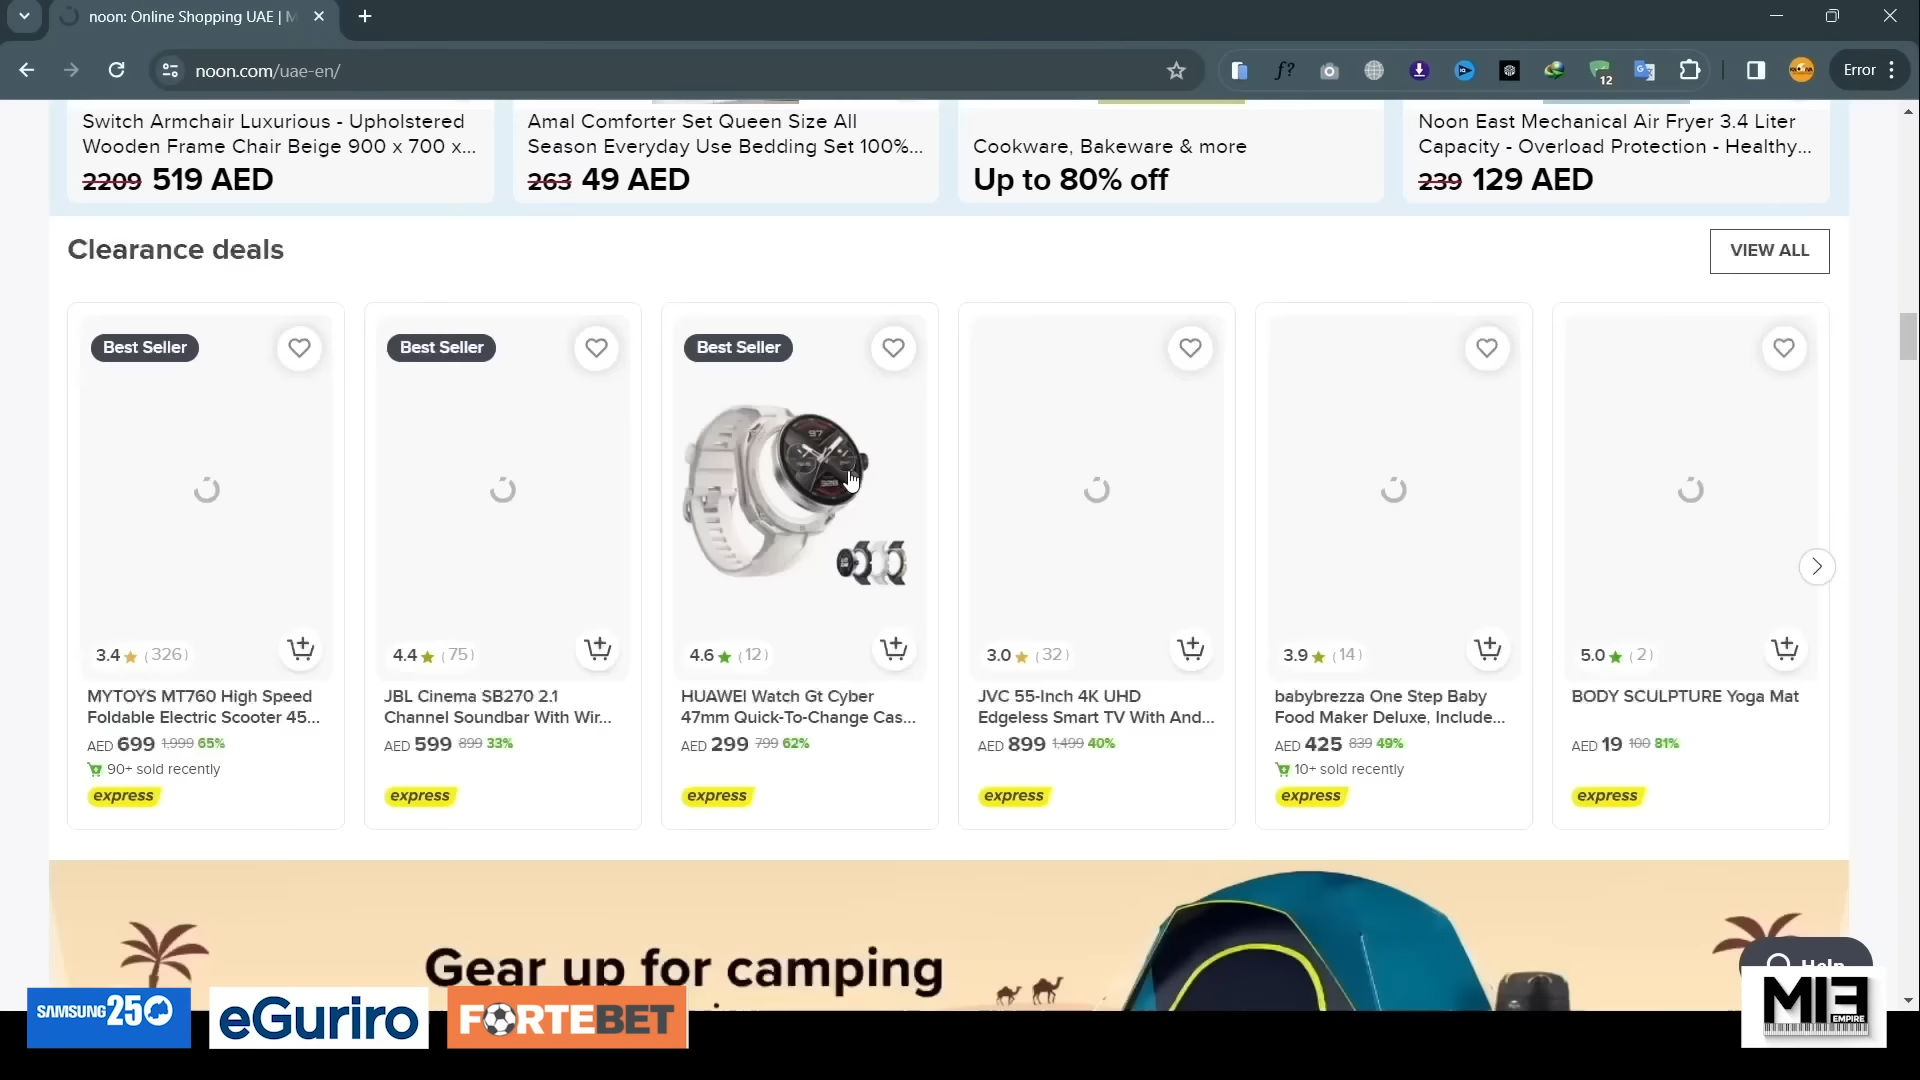 noon: Online Shopping UAE | M
noon.com/uae-en/
12
Error
Switch Armchair Luxurious - Upholstered
Wooden Frame Chair Beige 900 x 700 x...
2209 519 AED
Amal Comforter Set Queen Size All
Season Everyday Use Bedding Set 100%...
263 49 AED
Cookware, Bakeware & more
Up to 80% off
Noon East Mechanical Air Fryer 3.4 Liter
Capacity - Overload Protection - Healthy...
239 129 AED
Clearance deals
VIEW ALL
Best Seller
3.4 (326)
MYTOYS MT760 High Speed
Foldable Electric Scooter 45...
AED 699 1,999 65%
90+ sold recently
express
Best Seller
4.4 (75)
JBL Cinema SB270 2.1
Channel Soundbar With Wir...
AED 599 899 33%
express
Best Seller
4.6 (12)
HUAWEI Watch Gt Cyber
47mm Quick-To-Change Cas...
AED 299 799 62%
express
3.0 (32)
JVC 55-Inch 4K UHD
Edgeless Smart TV With And...
AED 899 1,499 40%
express
3.9 (14)
babybrezza One Step Baby
Food Maker Deluxe, Include...
AED 425 839 49%
10+ sold recently
express
5.0 (2)
BODY SCULPTURE Yoga Mat
AED 19 100 81%
express
Gear up for camping
Help
SAMSUNG 250
eGuriro
FORTEBET
MIE
EMPIRE